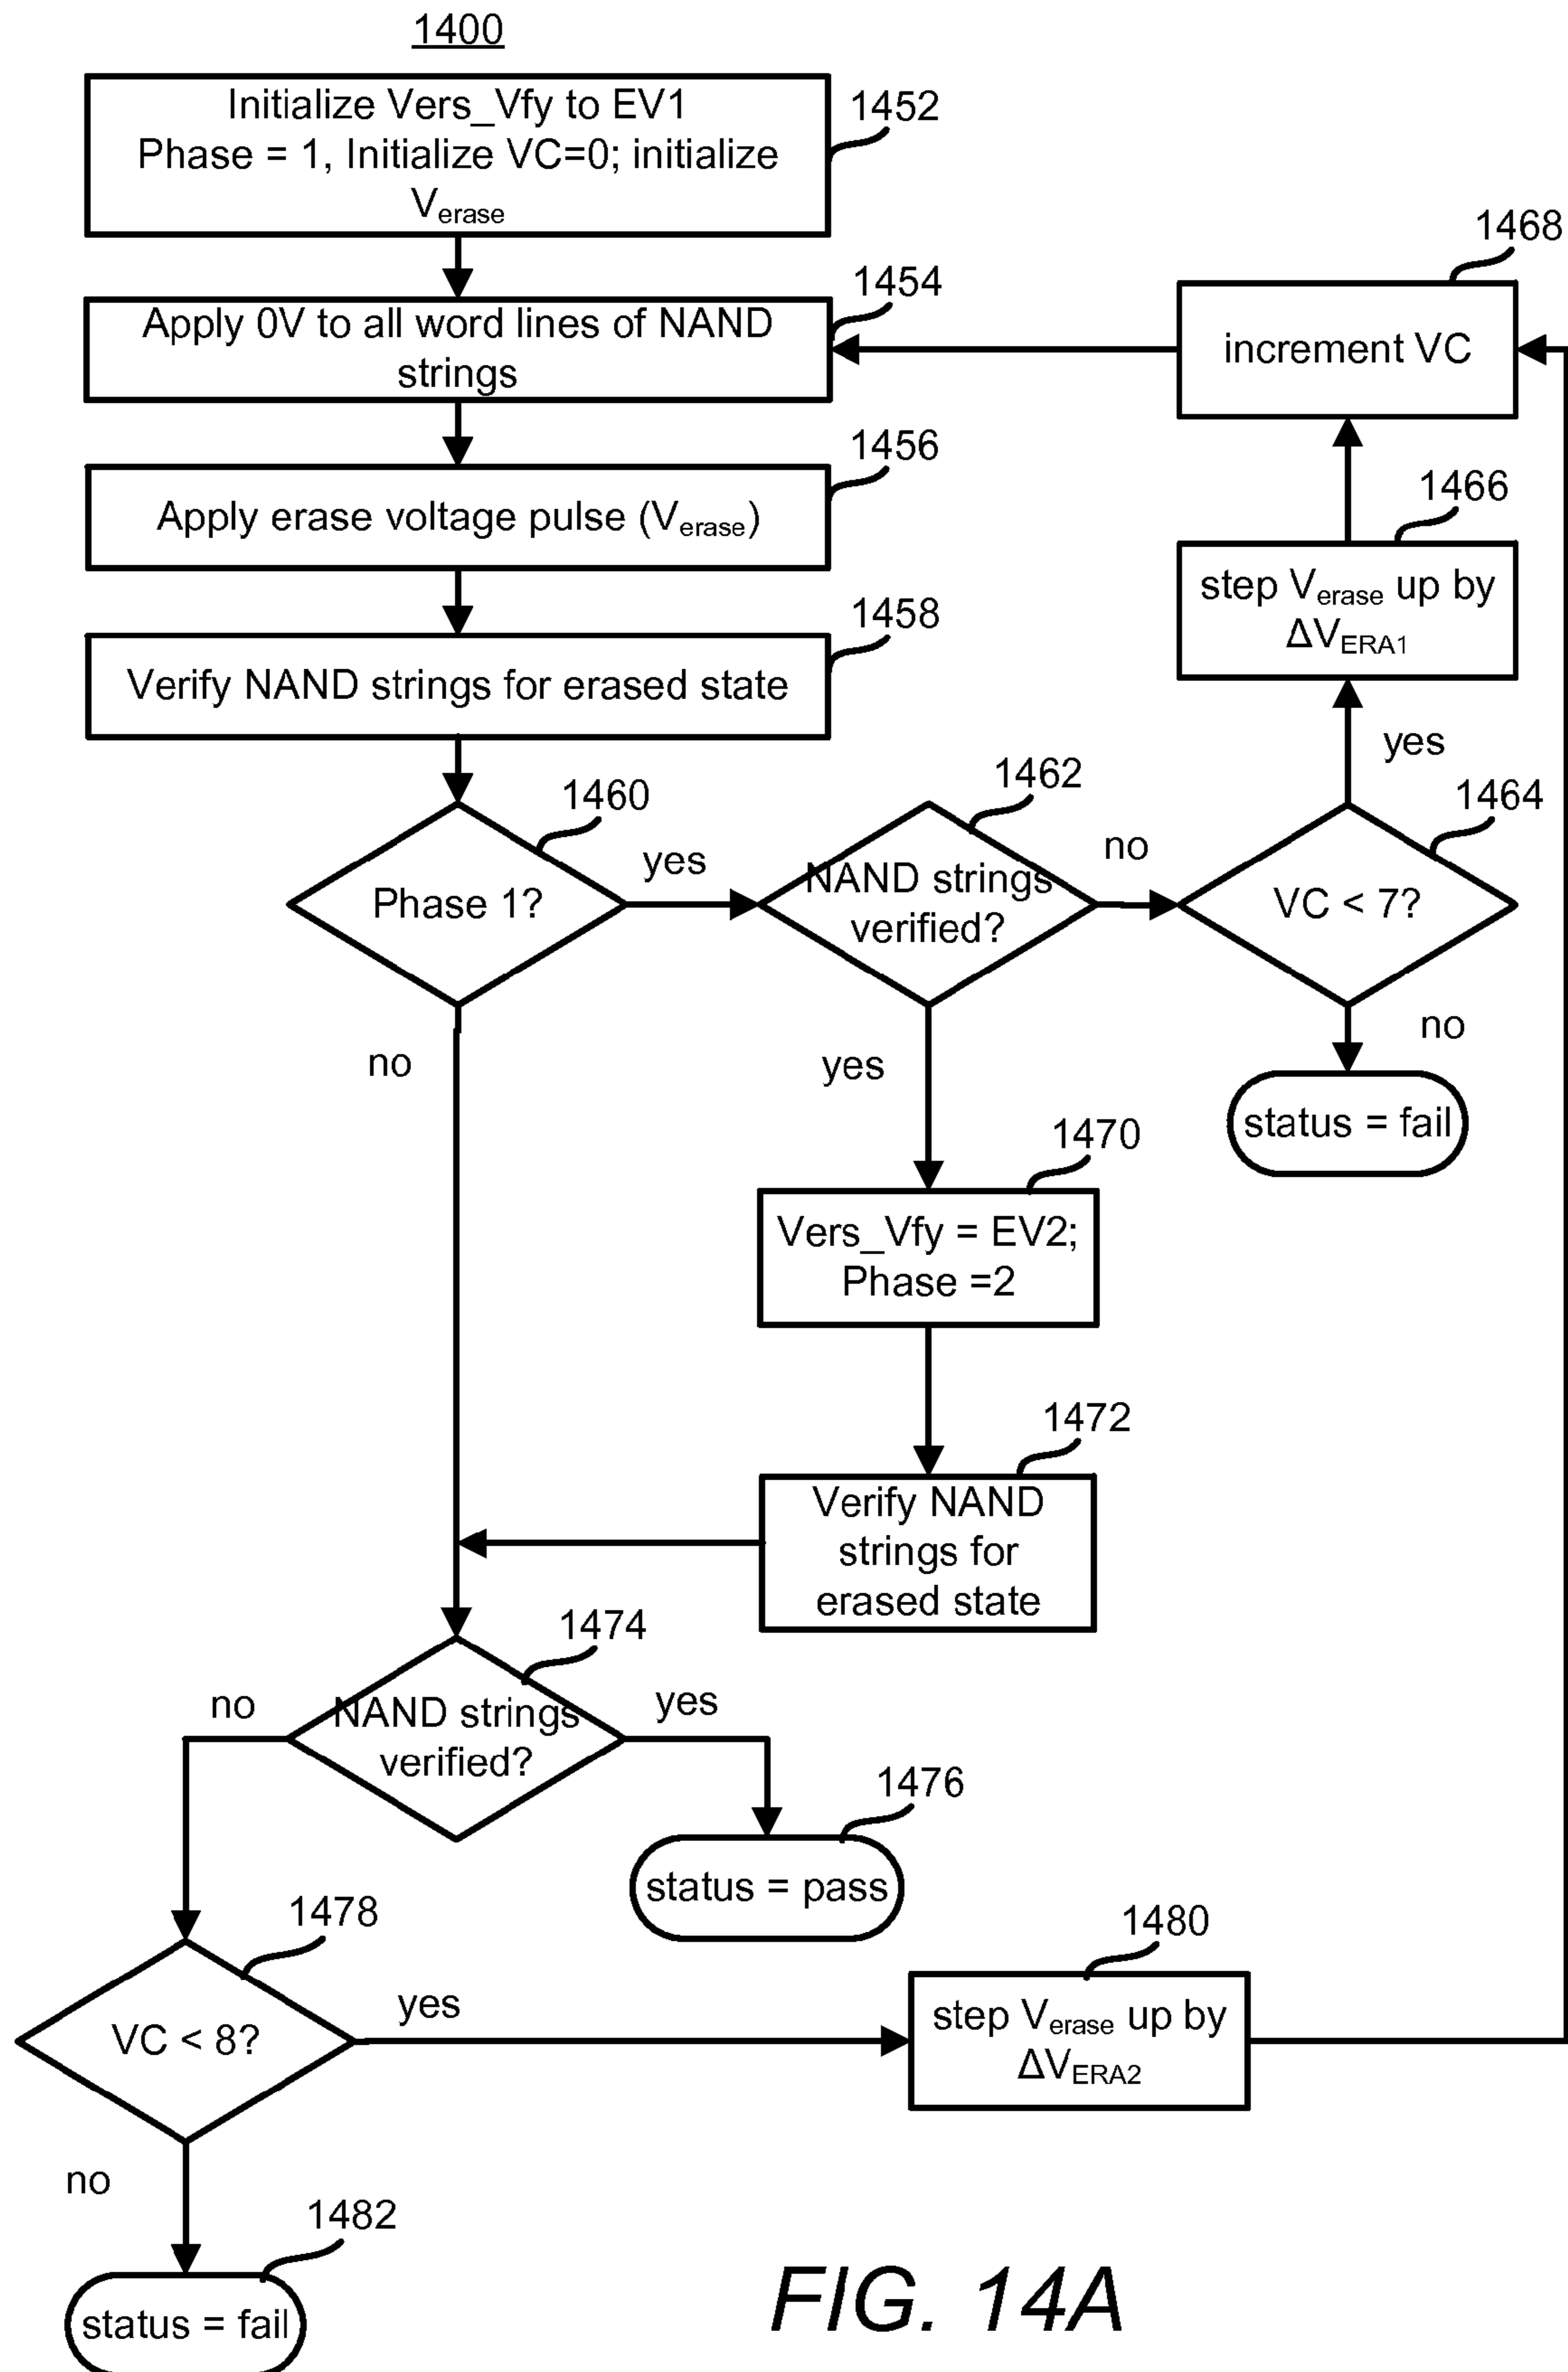 1400
Initialize Vers_Vfy to EV1
Phase = 1, Initialize VC=0; initialize
Verase
1452
1454
Apply 0V to all word lines of NAND
strings
1468
increment VC
1456
Apply erase voltage pulse (Verase)
1466
step Verase up by
ΔVERA1
1458
Verify NAND strings for erased state
yes
1460
Phase 1?
yes
1462
NAND strings
verified?
no
1464
VC < 7?
no
yes
no
status = fail
1470
Vers_Vfy = EV2;
Phase =2
1472
Verify NAND
strings for
erased state
1474
no
NAND strings
verified?
yes
1476
status = pass
1478
VC < 8?
yes
1480
step Verase up by
ΔVERA2
no
1482
status = fail
FIG. 14A